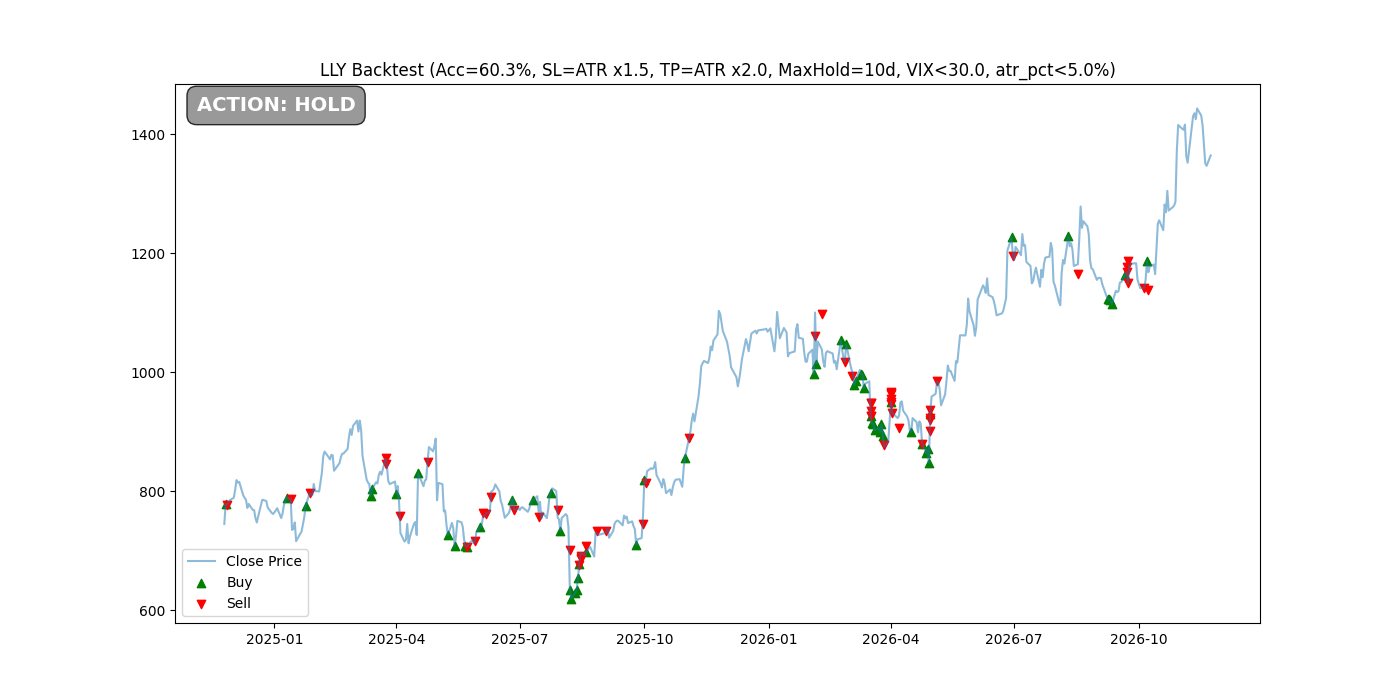 LLY Backtest (Acc=60.3%, SL=ATR x1.5, TP=ATR x2.0, MaxHold=10d, VIX<30.0, atr_pct<5.0%)
ACTION: HOLD
1400
1200
1000
800
600
Close Price
Buy
Sell
2025-01 2025-04 2025-07 2025-10 2026-01 2026-04 2026-07 2026-10